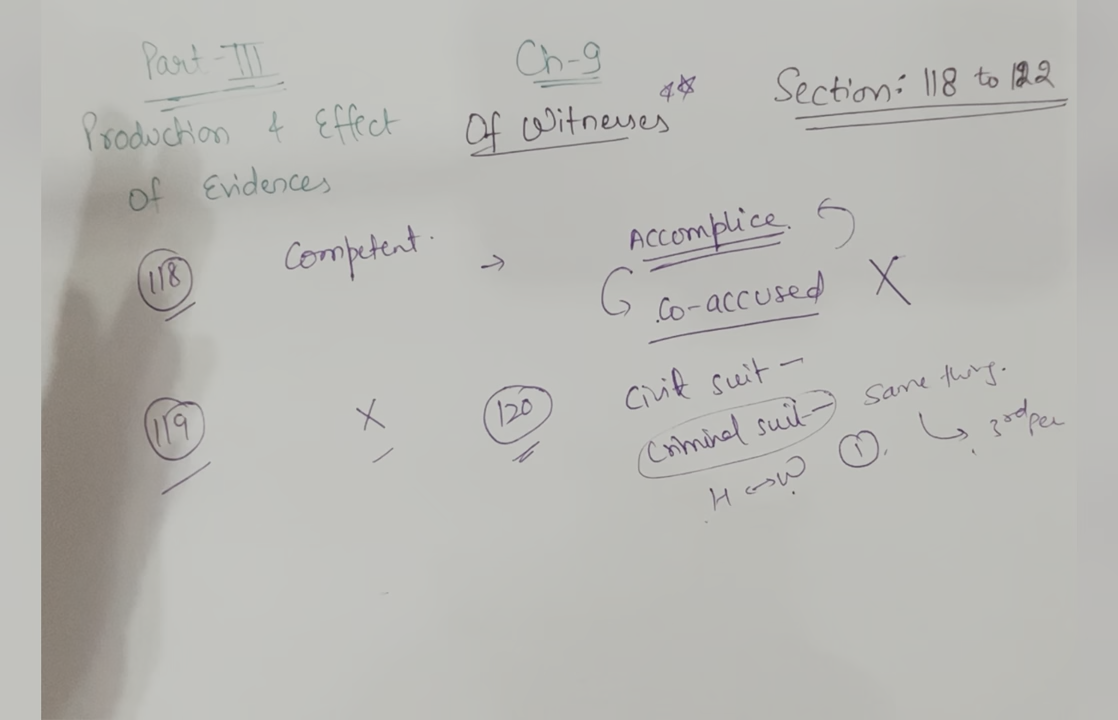 Part-III
Production & Effect
of Evidences
Ch-9
Of Witnesses **
Section: 118 to 122
118 Competent. → Accomplice.
Co-accused X
119 X
120 Civil suit -
Criminal suit - same thing.
H ↔ W. 1. ↳ 3rd per